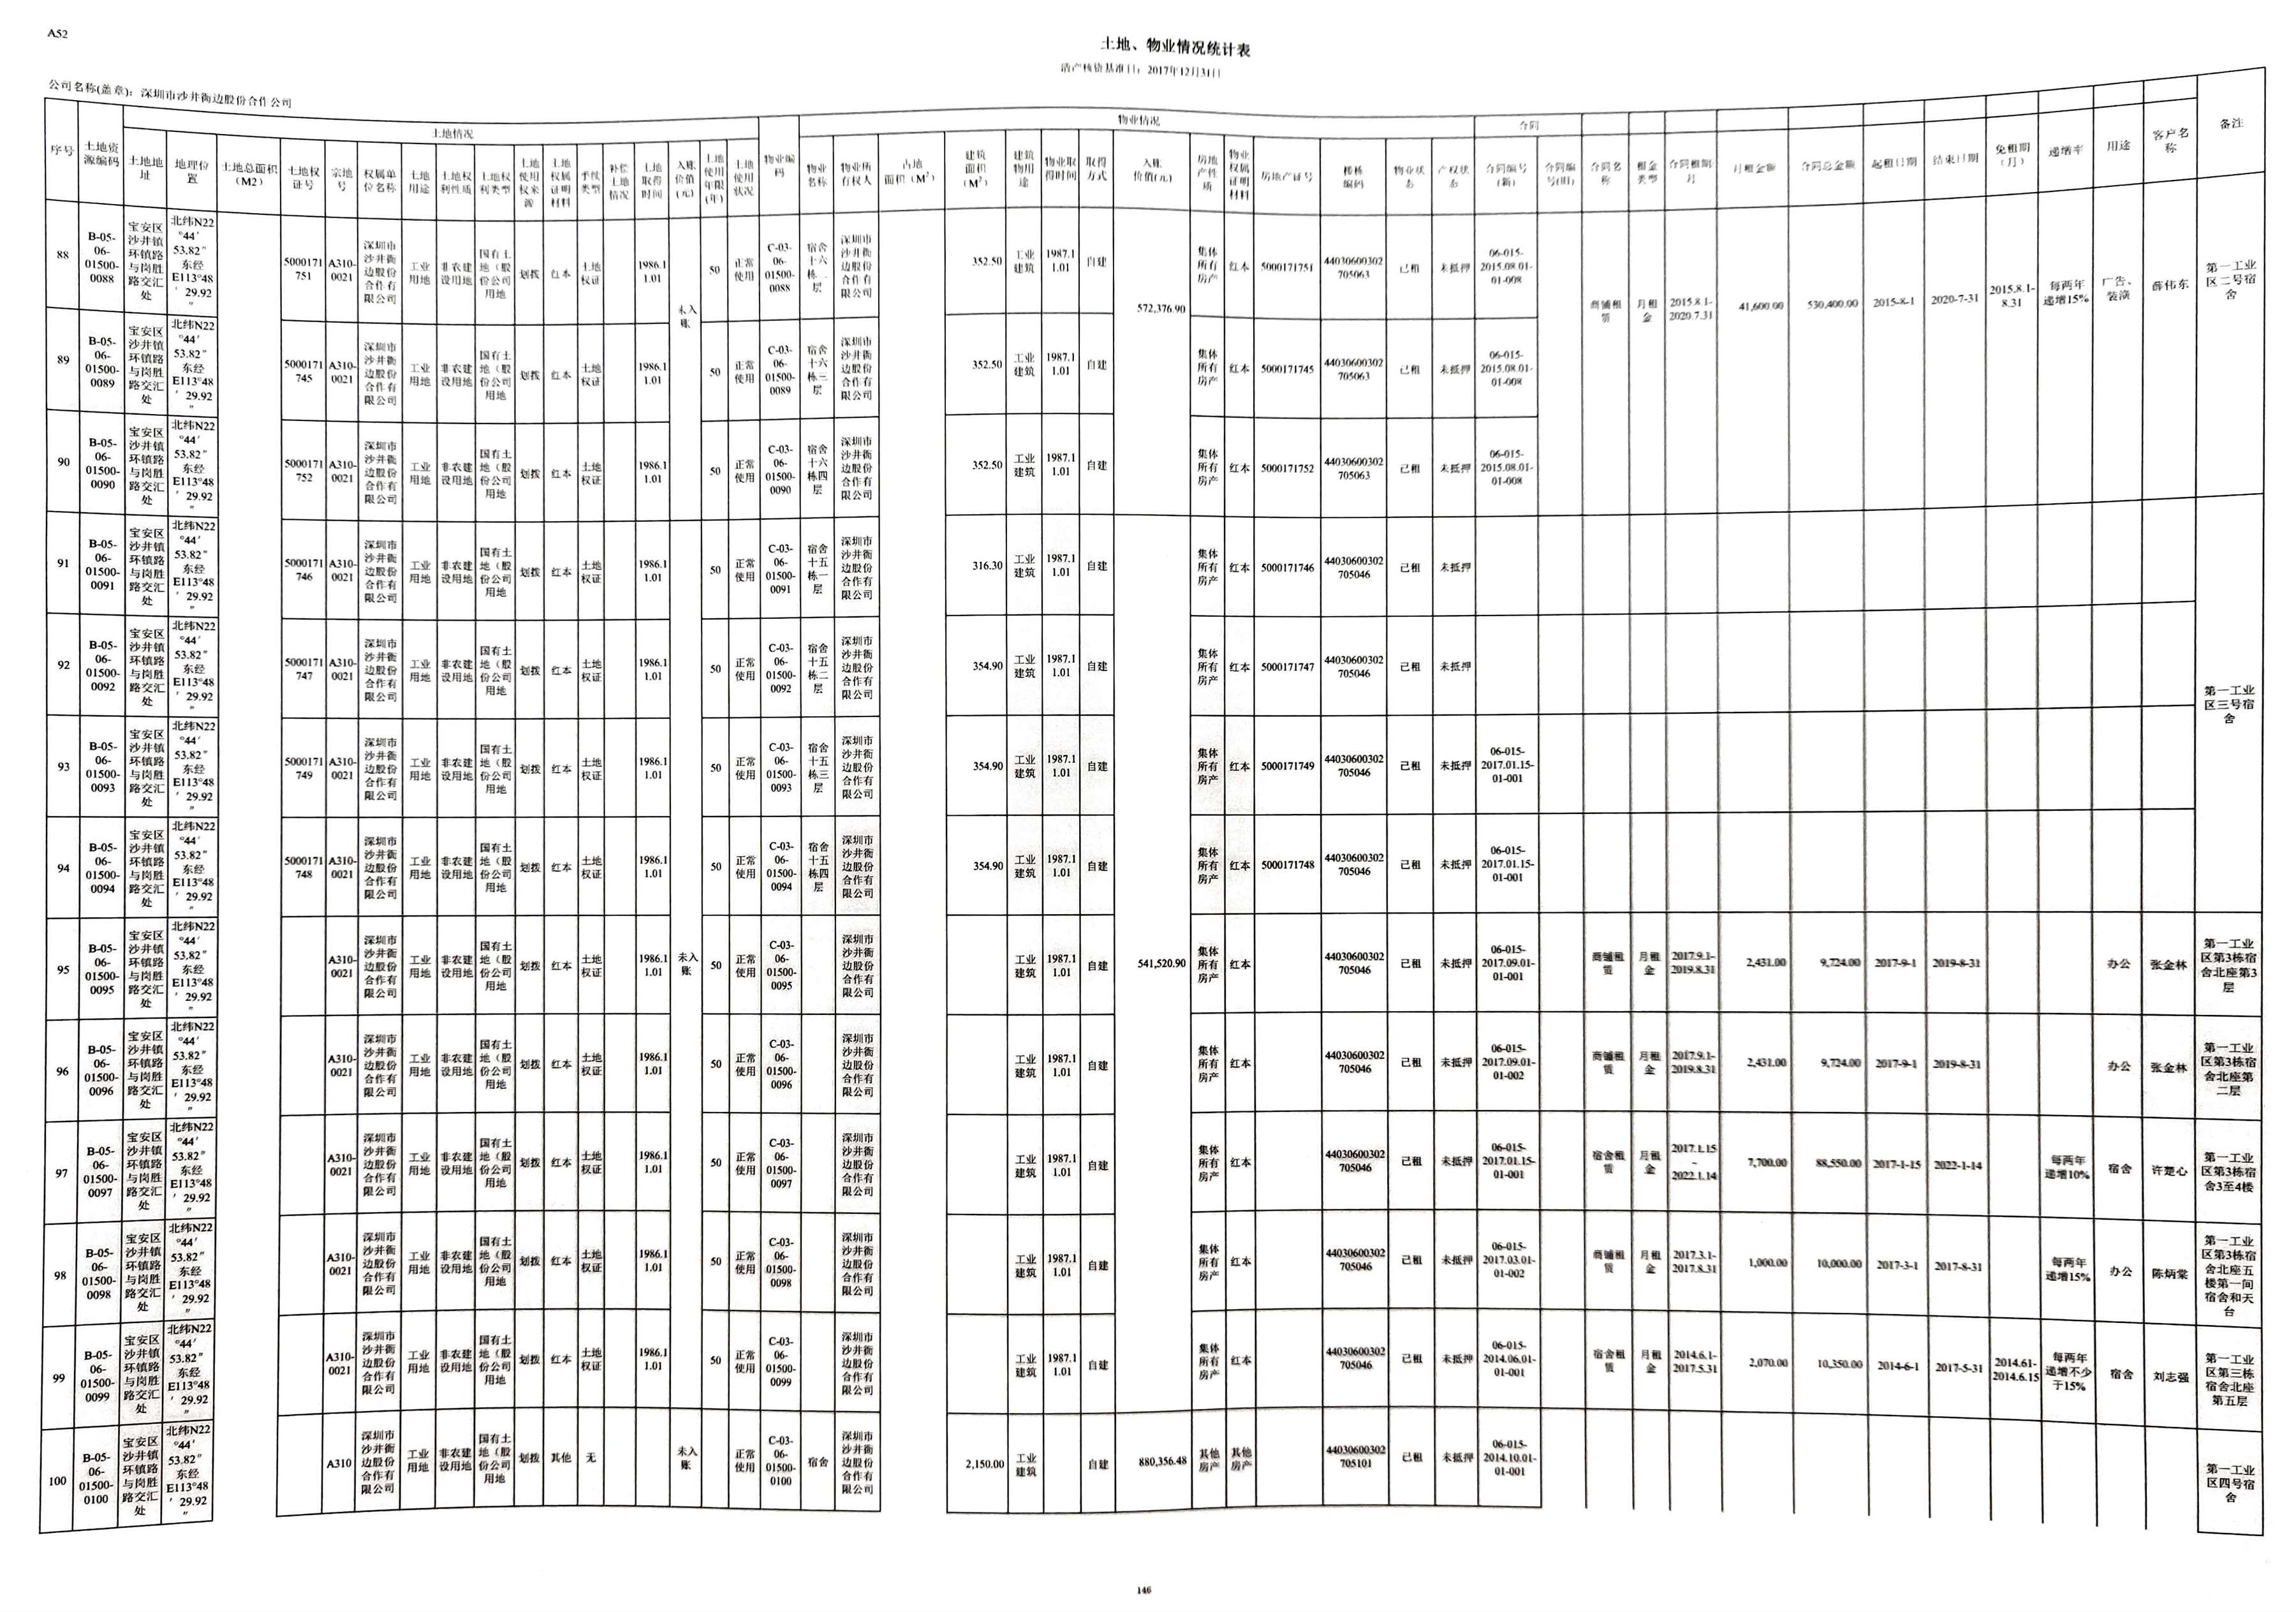 A52
土地、物业情况统计表
清产核资基准日：2017年12月31日
公司名称(盖章)：深圳市沙井衙边股份合作公司
序号 土地资源编码 土地情况 物业编码 物业情况 合同 备注
土地地址 地理位置 土地总面积（M2） 土地权证号 宗地号 权属单位名称 土地用途 土地权利性质 土地权利类型 土地使用权来源 土地权属证明材料 手续类型 补偿土地情况 土地取得时间 入账价值(元) 土地使用年限(年) 土地使用状况 物业名称 物业所有权人 占地面积（M²） 建筑面积（M²） 建筑物用途 物业取得时间 取得方式 入账价值(元) 房地产性质 物业权属证明材料 房地产证号 楼栋编码 物业状态 产权状态 合同编号(新) 合同编号(旧) 合同名称 租金类型 合同租期/月 月租金额 合同总金额 起租日期 结束日期 免租期（月） 递增率 用途 客户名称
88 B-05-06-01500-0088 宝安区沙井镇环镇路与岗胜路交汇处 北纬N22°44′53.82″东经E113°48′29.92″ 5000171751 A310-0021 深圳市沙井衙边股份合作有限公司 工业用地 非农建设用地 国有土地（股份公司用地 划拨 红本 土地权证 1986.11.01 未入账 50 正常使用 C-03-06-01500-0088 宿舍十六栋二层 深圳市沙井衙边股份合作有限公司 352.50 工业建筑 1987.11.01 自建 572,376.90 集体所有房产 红本 5000171751 44030600302705063 已租 未抵押 06-015-2015.08.01-01-008 商铺租赁 月租金 2015.8.1-2020.7.31 41,600.00 530,400.00 2015-8-1 2020-7-31 2015.8.1-8.31 每两年递增15% 广告、装潢 薛伟东 第一工业区二号宿舍
89 B-05-06-01500-0089 宝安区沙井镇环镇路与岗胜路交汇处 北纬N22°44′53.82″东经E113°48′29.92″ 5000171745 A310-0021 深圳市沙井衙边股份合作有限公司 工业用地 非农建设用地 国有土地（股份公司用地 划拨 红本 土地权证 1986.11.01 50 正常使用 C-03-06-01500-0089 宿舍十六栋三层 深圳市沙井衙边股份合作有限公司 352.50 工业建筑 1987.11.01 自建 集体所有房产 红本 5000171745 44030600302705063 已租 未抵押 06-015-2015.08.01-01-008
90 B-05-06-01500-0090 宝安区沙井镇环镇路与岗胜路交汇处 北纬N22°44′53.82″东经E113°48′29.92″ 5000171752 A310-0021 深圳市沙井衙边股份合作有限公司 工业用地 非农建设用地 国有土地（股份公司用地 划拨 红本 土地权证 1986.11.01 50 正常使用 C-03-06-01500-0090 宿舍十六栋四层 深圳市沙井衙边股份合作有限公司 352.50 工业建筑 1987.11.01 自建 集体所有房产 红本 5000171752 44030600302705063 已租 未抵押 06-015-2015.08.01-01-008
91 B-05-06-01500-0091 宝安区沙井镇环镇路与岗胜路交汇处 北纬N22°44′53.82″东经E113°48′29.92″ 5000171746 A310-0021 深圳市沙井衙边股份合作有限公司 工业用地 非农建设用地 国有土地（股份公司用地 划拨 红本 土地权证 1986.11.01 50 正常使用 C-03-06-01500-0091 宿舍十五栋一层 深圳市沙井衙边股份合作有限公司 316.30 工业建筑 1987.11.01 自建 集体所有房产 红本 5000171746 44030600302705046 已租 未抵押
92 B-05-06-01500-0092 宝安区沙井镇环镇路与岗胜路交汇处 北纬N22°44′53.82″东经E113°48′29.92″ 5000171747 A310-0021 深圳市沙井衙边股份合作有限公司 工业用地 非农建设用地 国有土地（股份公司用地 划拨 红本 土地权证 1986.11.01 50 正常使用 C-03-06-01500-0092 宿舍十五栋二层 深圳市沙井衙边股份合作有限公司 354.90 工业建筑 1987.11.01 自建 集体所有房产 红本 5000171747 44030600302705046 已租 未抵押 第一工业区三号宿舍
93 B-05-06-01500-0093 宝安区沙井镇环镇路与岗胜路交汇处 北纬N22°44′53.82″东经E113°48′29.92″ 5000171749 A310-0021 深圳市沙井衙边股份合作有限公司 工业用地 非农建设用地 国有土地（股份公司用地 划拨 红本 土地权证 1986.11.01 50 正常使用 C-03-06-01500-0093 宿舍十五栋三层 深圳市沙井衙边股份合作有限公司 354.90 工业建筑 1987.11.01 自建 集体所有房产 红本 5000171749 44030600302705046 已租 未抵押 06-015-2017.01.15-01-001
94 B-05-06-01500-0094 宝安区沙井镇环镇路与岗胜路交汇处 北纬N22°44′53.82″东经E113°48′29.92″ 5000171748 A310-0021 深圳市沙井衙边股份合作有限公司 工业用地 非农建设用地 国有土地（股份公司用地 划拨 红本 土地权证 1986.11.01 50 正常使用 C-03-06-01500-0094 宿舍十五栋四层 深圳市沙井衙边股份合作有限公司 354.90 工业建筑 1987.11.01 自建 集体所有房产 红本 5000171748 44030600302705046 已租 未抵押 06-015-2017.01.15-01-001
95 B-05-06-01500-0095 宝安区沙井镇环镇路与岗胜路交汇处 北纬N22°44′53.82″东经E113°48′29.92″ A310-0021 深圳市沙井衙边股份合作有限公司 工业用地 非农建设用地 国有土地（股份公司用地 划拨 红本 土地权证 1986.11.01 未入账 50 正常使用 C-03-06-01500-0095 深圳市沙井衙边股份合作有限公司 工业建筑 1987.11.01 自建 541,520.90 集体所有房产 红本 44030600302705046 已租 未抵押 06-015-2017.09.01-01-001 商铺租赁 月租金 2017.9.1-2019.8.31 2,431.00 9,724.00 2017-9-1 2019-8-31 办公 张金林 第一工业区第3栋宿舍北座第3层
96 B-05-06-01500-0096 宝安区沙井镇环镇路与岗胜路交汇处 北纬N22°44′53.82″东经E113°48′29.92″ A310-0021 深圳市沙井衙边股份合作有限公司 工业用地 非农建设用地 国有土地（股份公司用地 划拨 红本 土地权证 1986.11.01 50 正常使用 C-03-06-01500-0096 深圳市沙井衙边股份合作有限公司 工业建筑 1987.11.01 自建 集体所有房产 红本 44030600302705046 已租 未抵押 06-015-2017.09.01-01-002 商铺租赁 月租金 2017.9.1-2019.8.31 2,431.00 9,724.00 2017-9-1 2019-8-31 办公 张金林 第一工业区第3栋宿舍北座第二层
97 B-05-06-01500-0097 宝安区沙井镇环镇路与岗胜路交汇处 北纬N22°44′53.82″东经E113°48′29.92″ A310-0021 深圳市沙井衙边股份合作有限公司 工业用地 非农建设用地 国有土地（股份公司用地 划拨 红本 土地权证 1986.11.01 50 正常使用 C-03-06-01500-0097 深圳市沙井衙边股份合作有限公司 工业建筑 1987.11.01 自建 集体所有房产 红本 44030600302705046 已租 未抵押 06-015-2017.01.15-01-001 宿舍租赁 月租金 2017.1.15~2022.1.14 7,700.00 88,550.00 2017-1-15 2022-1-14 每两年递增10% 宿舍 许楚心 第一工业区第3栋宿舍3至4楼
98 B-05-06-01500-0098 宝安区沙井镇环镇路与岗胜路交汇处 北纬N22°44′53.82″东经E113°48′29.92″ A310-0021 深圳市沙井衙边股份合作有限公司 工业用地 非农建设用地 国有土地（股份公司用地 划拨 红本 土地权证 1986.11.01 50 正常使用 C-03-06-01500-0098 深圳市沙井衙边股份合作有限公司 工业建筑 1987.11.01 自建 集体所有房产 红本 44030600302705046 已租 未抵押 06-015-2017.03.01-01-002 商铺租赁 月租金 2017.3.1-2017.8.31 1,000.00 10,000.00 2017-3-1 2017-8-31 每两年递增15% 办公 陈炳棠 第一工业区第3栋宿舍北座五楼第一间宿舍和天台
99 B-05-06-01500-0099 宝安区沙井镇环镇路与岗胜路交汇处 北纬N22°44′53.82″东经E113°48′29.92″ A310-0021 深圳市沙井衙边股份合作有限公司 工业用地 非农建设用地 国有土地（股份公司用地 划拨 红本 土地权证 1986.11.01 50 正常使用 C-03-06-01500-0099 深圳市沙井衙边股份合作有限公司 工业建筑 1987.11.01 自建 集体所有房产 红本 44030600302705046 已租 未抵押 06-015-2014.06.01-01-001 宿舍租赁 月租金 2014.6.1-2017.5.31 2,070.00 10,350.00 2014-6-1 2017-5-31 2014.61-2014.6.15 每两年递增不少于15% 宿舍 刘志强 第一工业区第三栋宿舍北座第五层
100 B-05-06-01500-0100 宝安区沙井镇环镇路与岗胜路交汇处 北纬N22°44′53.82″东经E113°48′29.92″ A310 深圳市沙井衙边股份合作有限公司 工业用地 非农建设用地 国有土地（股份公司用地 划拨 其他 无 未入账 正常使用 C-03-06-01500-0100 宿舍 深圳市沙井衙边股份合作有限公司 2,150.00 工业建筑 自建 880,356.48 其他房产 其他房产 44030600302705101 已租 未抵押 06-015-2014.10.01-01-001 第一工业区四号宿舍
146